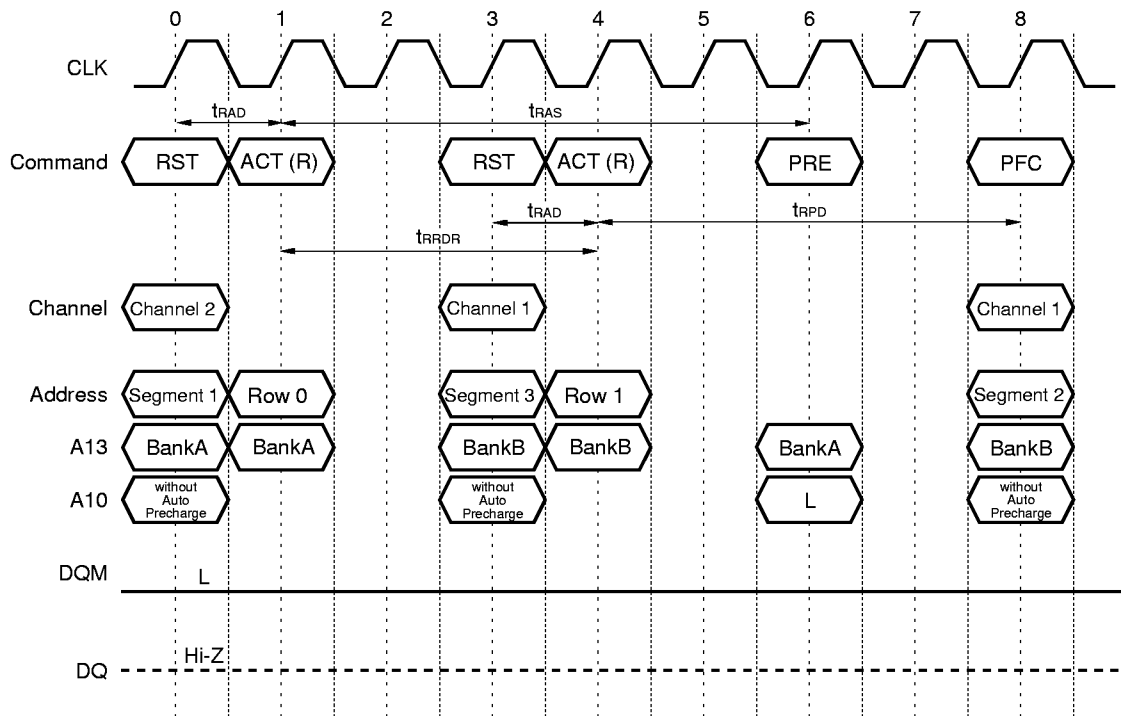 0 1 2 3 4 5 6 7 8
CLK
tRAD tRAS
Command RST ACT (R) RST ACT (R) PRE PFC
tRAD tRPD
tRRDR
Channel Channel 2 Channel 1 Channel 1
Address Segment 1 Row 0 Segment 3 Row 1 Segment 2
A13 BankA BankA BankB BankB BankA BankB
A10 without Auto Precharge without Auto Precharge L without Auto Precharge
DQM L
DQ Hi-Z